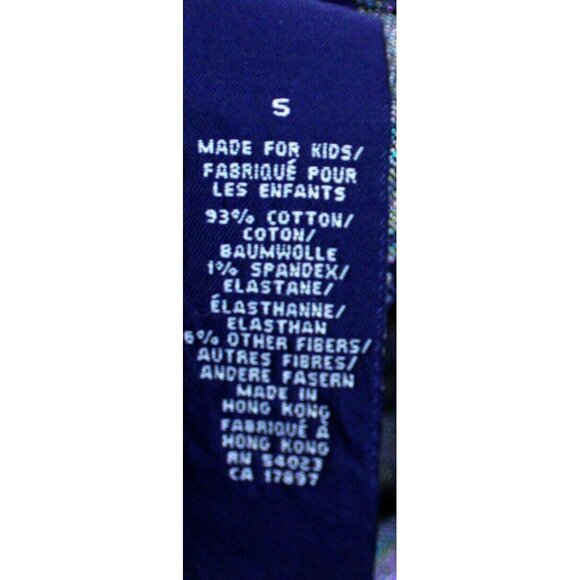 S
MADE FOR KIDS/
FABRIQUÉ POUR
LES ENFANTS
93% COTTON/
COTON/
BAUMWOLLE
1% SPANDEX/
ELASTANE/
ÉLASTHANNE/
ELASTHAN
6% OTHER FIBERS/
AUTRES FIBRES/
ANDERE FASERN
MADE IN
HONG KONG
FABRIQUÉ À
HONG KONG
RN 54023
CA 17897